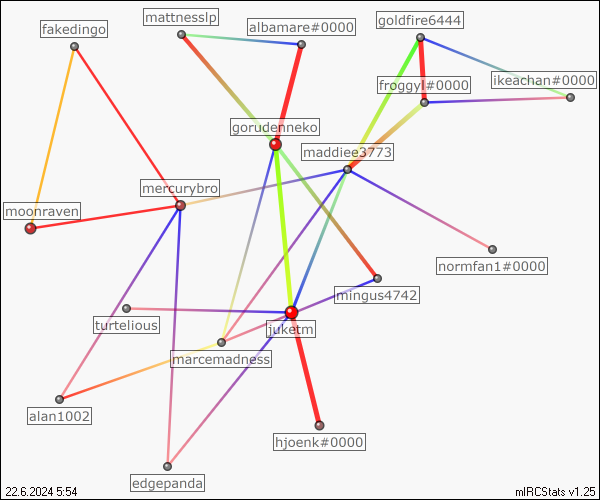 mattnesslp
goldfire6444
albamare#0000
fakedingo
ikeachan#0000
froggyl#0000
gorudenneko
maddiee3773
mercurybro
moonraven
normfan1#0000
mingus4742
turtelious
juketm
marcemadness
alan1002
hjoenk#0000
edgepanda
22.6.2024 5:54
mIRCStats v1.25